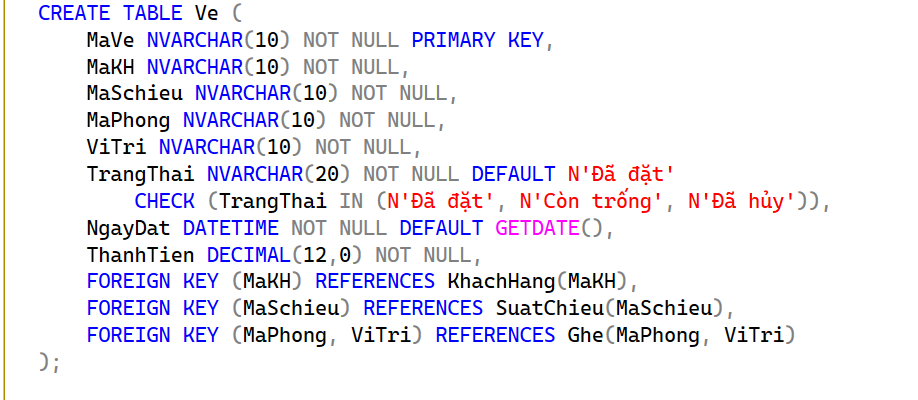 CREATE TABLE Ve (
MaVe NVARCHAR(10) NOT NULL PRIMARY KEY,
MaKH NVARCHAR(10) NOT NULL,
MaSchieu NVARCHAR(10) NOT NULL,
MaPhong NVARCHAR(10) NOT NULL,
ViTri NVARCHAR(10) NOT NULL,
TrangThai NVARCHAR(20) NOT NULL DEFAULT N'Đã đặt'
CHECK (TrangThai IN (N'Đã đặt', N'Còn trống', N'Đã hủy')),
NgayDat DATETIME NOT NULL DEFAULT GETDATE(),
ThanhTien DECIMAL(12,0) NOT NULL,
FOREIGN KEY (MaKH) REFERENCES KhachHang(MaKH),
FOREIGN KEY (MaSchieu) REFERENCES SuatChieu(MaSchieu),
FOREIGN KEY (MaPhong, ViTri) REFERENCES Ghe(MaPhong, ViTri)
);